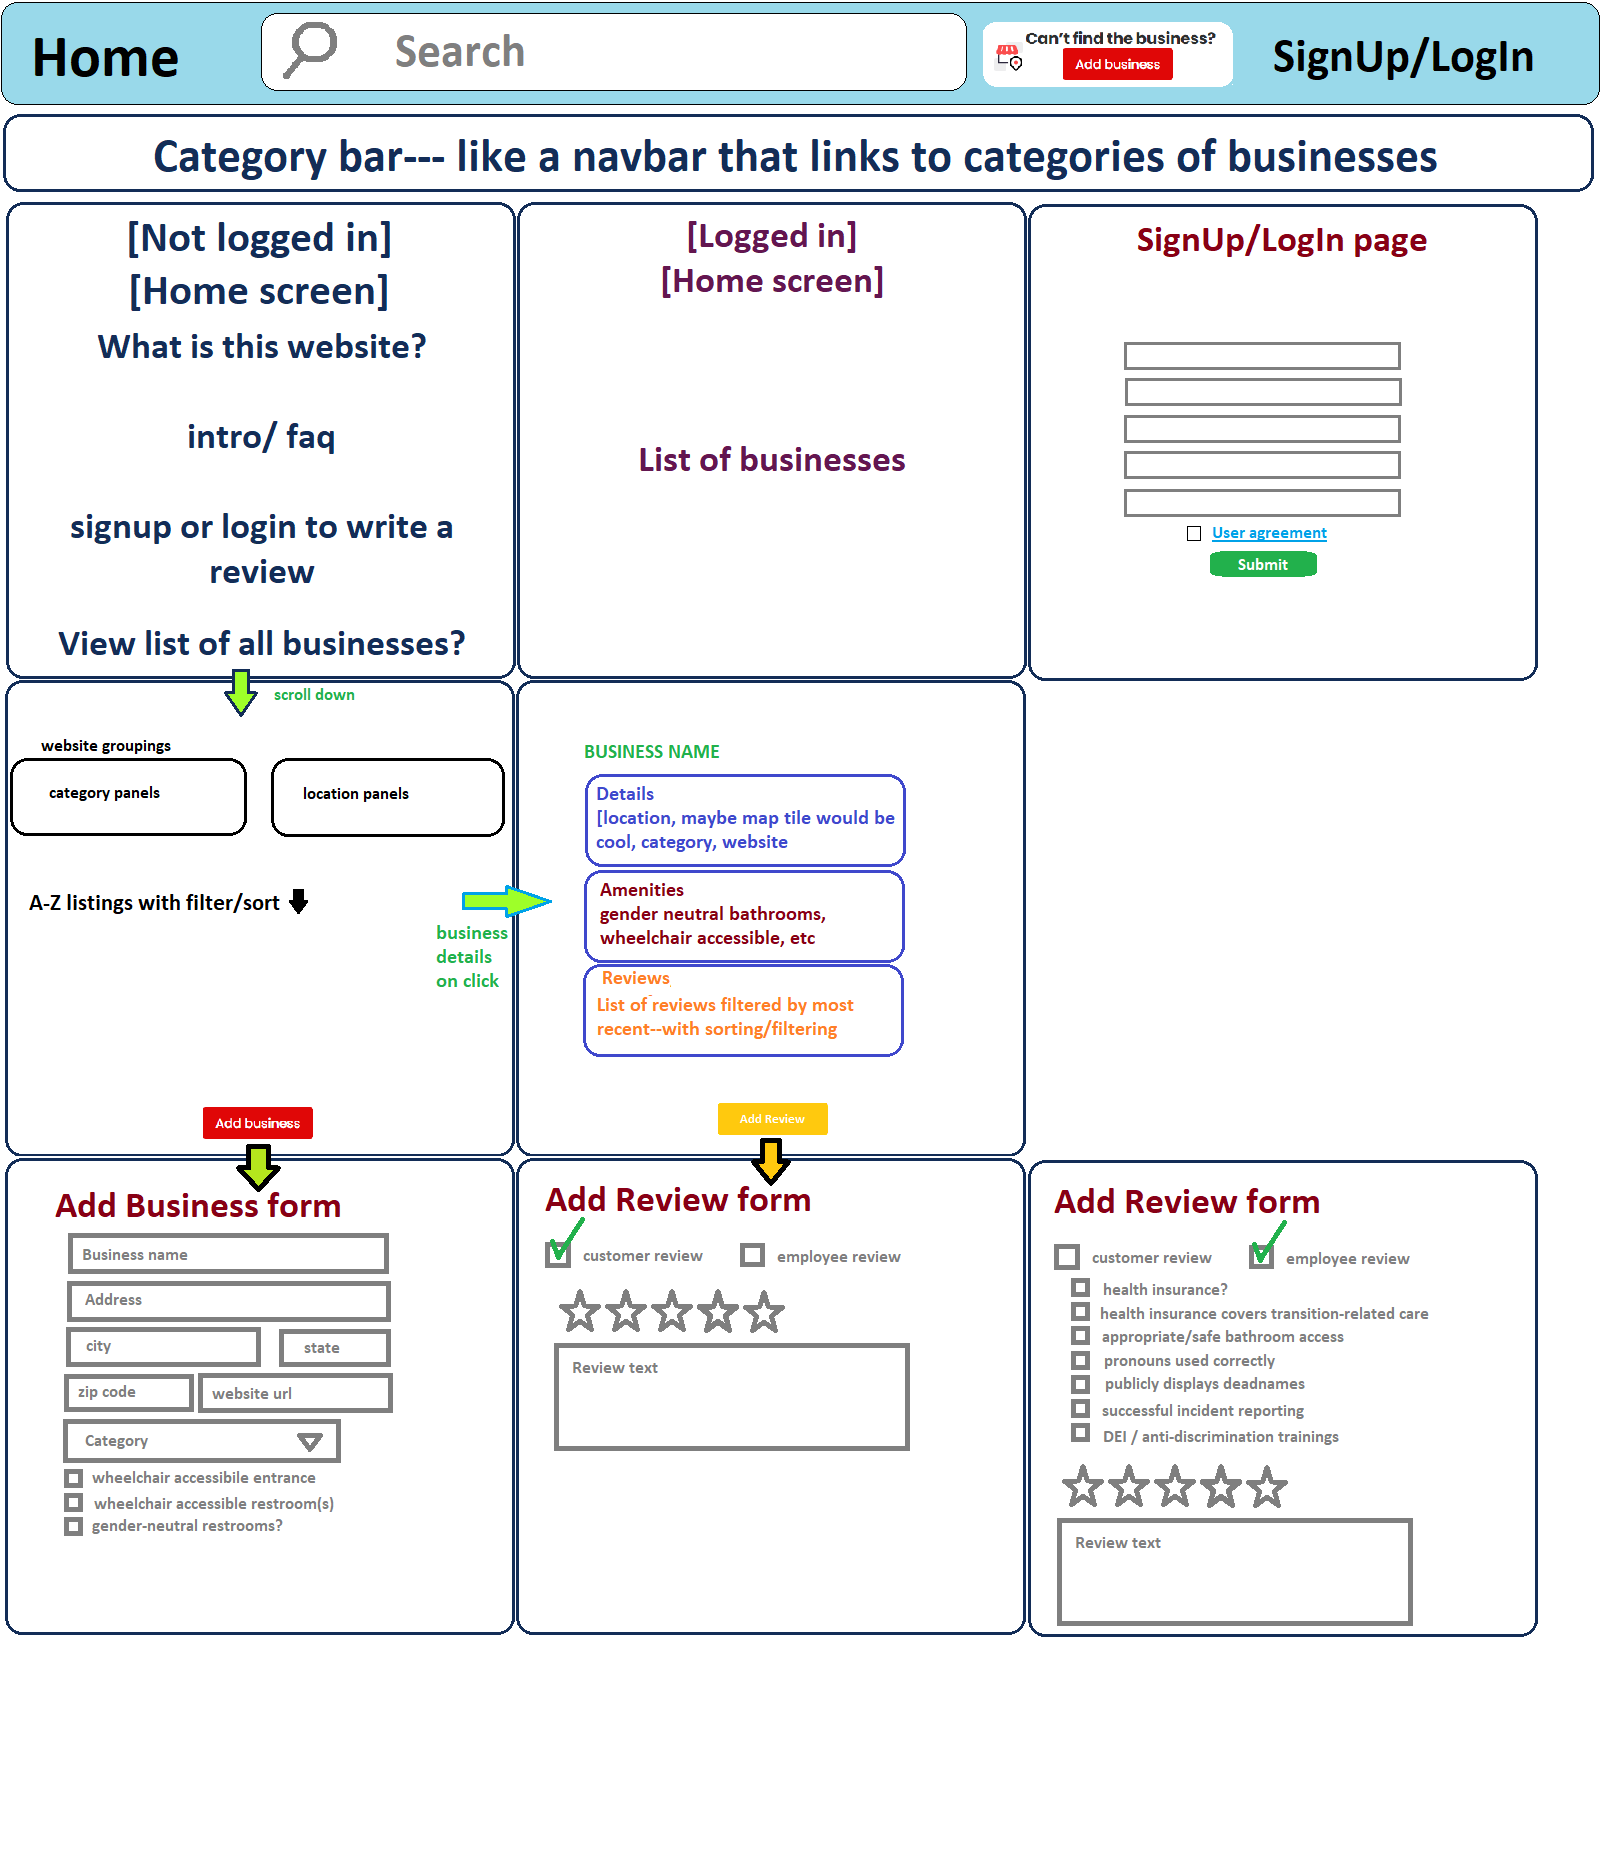 Home
Search
Can't find the business?
Add business
SignUp/LogIn
Category bar--- like a navbar that links to categories of businesses
[Not logged in]
[Home screen]
What is this website?
intro/ faq
signup or login to write a
review
View list of all businesses?
[Logged in]
[Home screen]
List of businesses
SignUp/LogIn page
User agreement
Submit
scroll down
website groupings
category panels
location panels
A-Z listings with filter/sort
business
details
on click
Add business
BUSINESS NAME
Details
[location, maybe map tile would be
cool, category, website
Amenities
gender neutral bathrooms,
wheelchair accessible, etc
Reviews
List of reviews filtered by most
recent--with sorting/filtering
Add Review
Add Business form
Business name
Address
city
state
zip code
website url
Category
wheelchair accessibile entrance
wheelchair accessible restroom(s)
gender-neutral restrooms?
Add Review form
customer review
employee review
Review text
Add Review form
customer review
employee review
health insurance?
health insurance covers transition-related care
appropriate/safe bathroom access
pronouns used correctly
publicly displays deadnames
successful incident reporting
DEI / anti-discrimination trainings
Review text